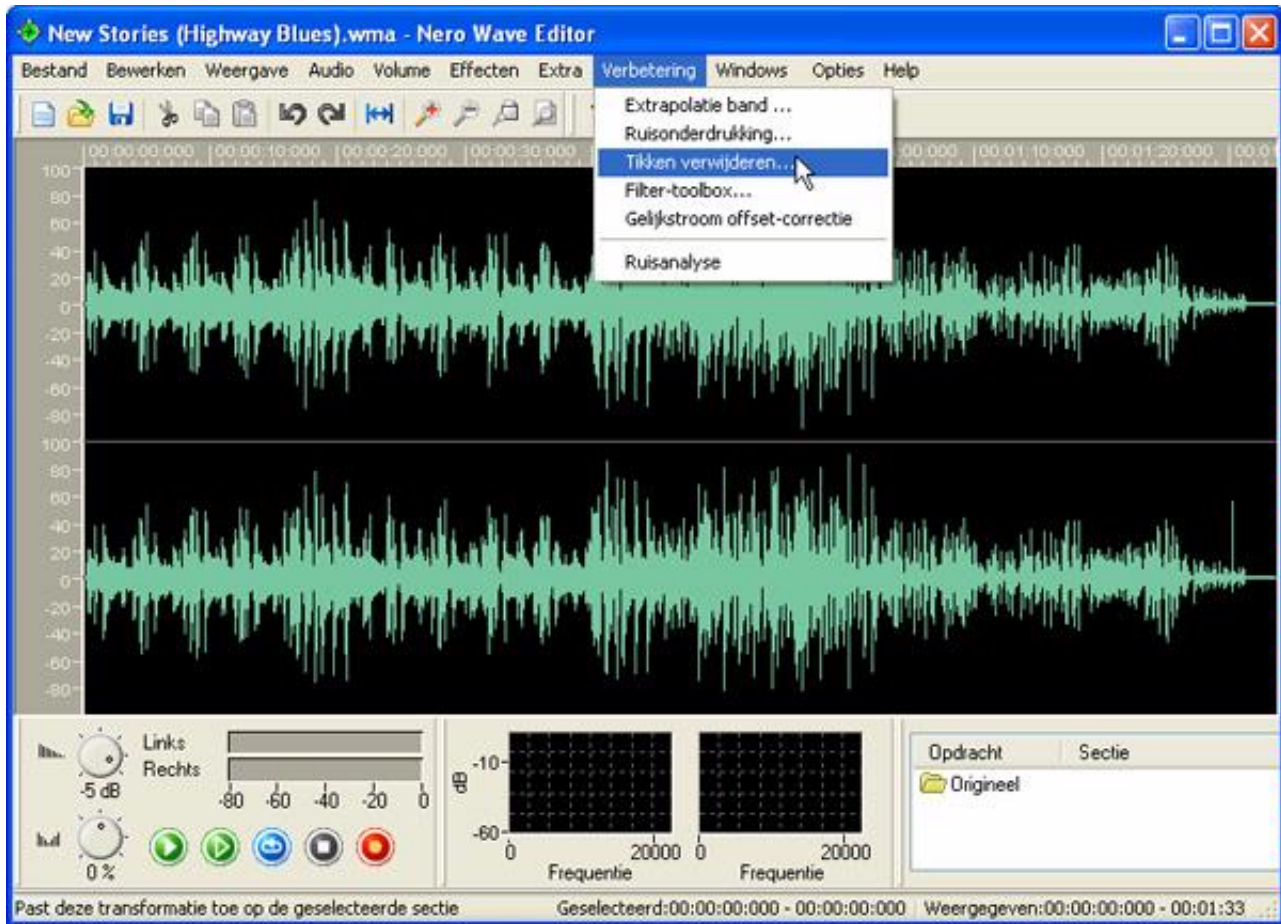 New Stories (Highway Blues).wma - Nero Wave Editor
Bestand Bewerken Weergave Audio Volume Effecten Extra Verbetering Windows Opties Help
Extrapolatie band ...
Ruisonderdrukking...
Tikken verwijderen...
Filter-toolbox...
Gelijkstroom offset-correctie
Ruisanalyse
00:00:00:000 00:00:10:000 00:00:20:000 00:00:30:000 00:000 00:01:10:000 00:01:20:000 00:0
100
80
60
40
20
0
-20
-40
-60
-80
100
80
60
40
20
0
-20
-40
-60
-80
Links
Rechts
-5 dB
-80 -60 -40 -20 0
0 %
dB
-10
-60
0 20000
Frequentie
0 20000
Frequentie
Opdracht Sectie
Origineel
Past deze transformatie toe op de geselecteerde sectie Geselecteerd:00:00:00:000 - 00:00:00:000 Weergegeven:00:00:00:000 - 00:01:33